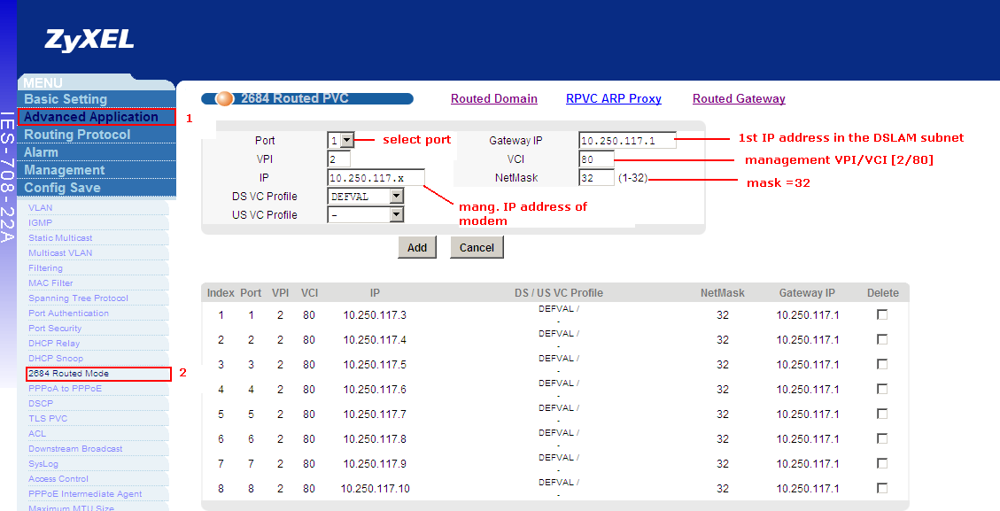 ZyXEL
IES-708-22A
MENU
Basic Setting
Advanced Application 1
Routing Protocol
Alarm
Management
Config Save
VLAN
IGMP
Static Multicast
Multicast VLAN
Filtering
MAC Filter
Spanning Tree Protocol
Port Authentication
Port Security
DHCP Relay
DHCP Snoop
2684 Routed Mode 2
PPPoA to PPPoE
DSCP
TLS PVC
ACL
Downstream Broadcast
SysLog
Access Control
PPPoE Intermediate Agent
Maximum MTU Size
2684 Routed PVC Routed Domain RPVC ARP Proxy Routed Gateway
Port 1 select port Gateway IP 10.250.117.1 1st IP address in the DSLAM subnet
VPI 2 VCI 80 management VPI/VCI [2/80]
IP 10.250.117.x NetMask 32 (1-32) mask =32
DS VC Profile DEFVAL mang. IP address of
US VC Profile - modem
Add Cancel
Index Port VPI VCI IP DS / US VC Profile NetMask Gateway IP Delete
1 1 2 80 10.250.117.3 DEFVAL / - 32 10.250.117.1
2 2 2 80 10.250.117.4 DEFVAL / - 32 10.250.117.1
3 3 2 80 10.250.117.5 DEFVAL / - 32 10.250.117.1
4 4 2 80 10.250.117.6 DEFVAL / - 32 10.250.117.1
5 5 2 80 10.250.117.7 DEFVAL / - 32 10.250.117.1
6 6 2 80 10.250.117.8 DEFVAL / - 32 10.250.117.1
7 7 2 80 10.250.117.9 DEFVAL / - 32 10.250.117.1
8 8 2 80 10.250.117.10 DEFVAL / - 32 10.250.117.1